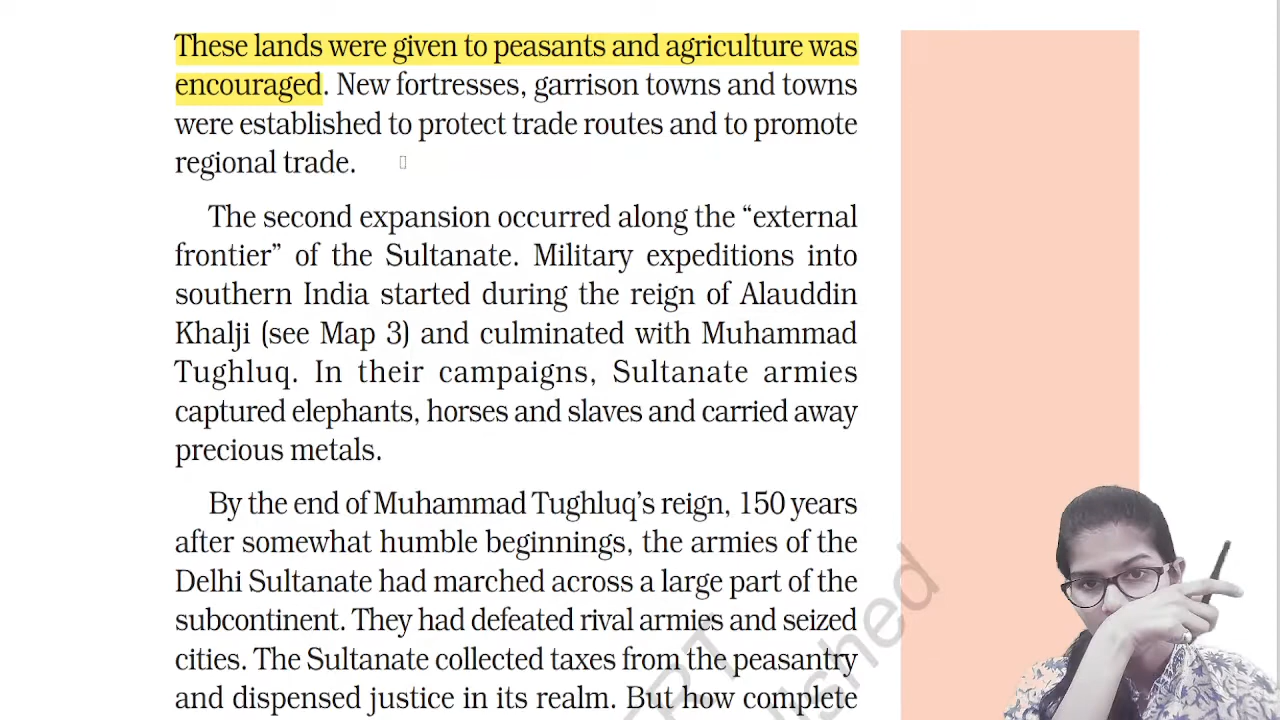 These lands were given to peasants and agriculture was
encouraged. New fortresses, garrison towns and towns
were established to protect trade routes and to promote
regional trade.
The second expansion occurred along the “external
frontier” of the Sultanate. Military expeditions into
southern India started during the reign of Alauddin
Khalji (see Map 3) and culminated with Muhammad
Tughluq. In their campaigns, Sultanate armies
captured elephants, horses and slaves and carried away
precious metals.
By the end of Muhammad Tughluq’s reign, 150 years
after somewhat humble beginnings, the armies of the
Delhi Sultanate had marched across a large part of the
subcontinent. They had defeated rival armies and seized
cities. The Sultanate collected taxes from the peasantry
and dispensed justice in its realm. But how complete